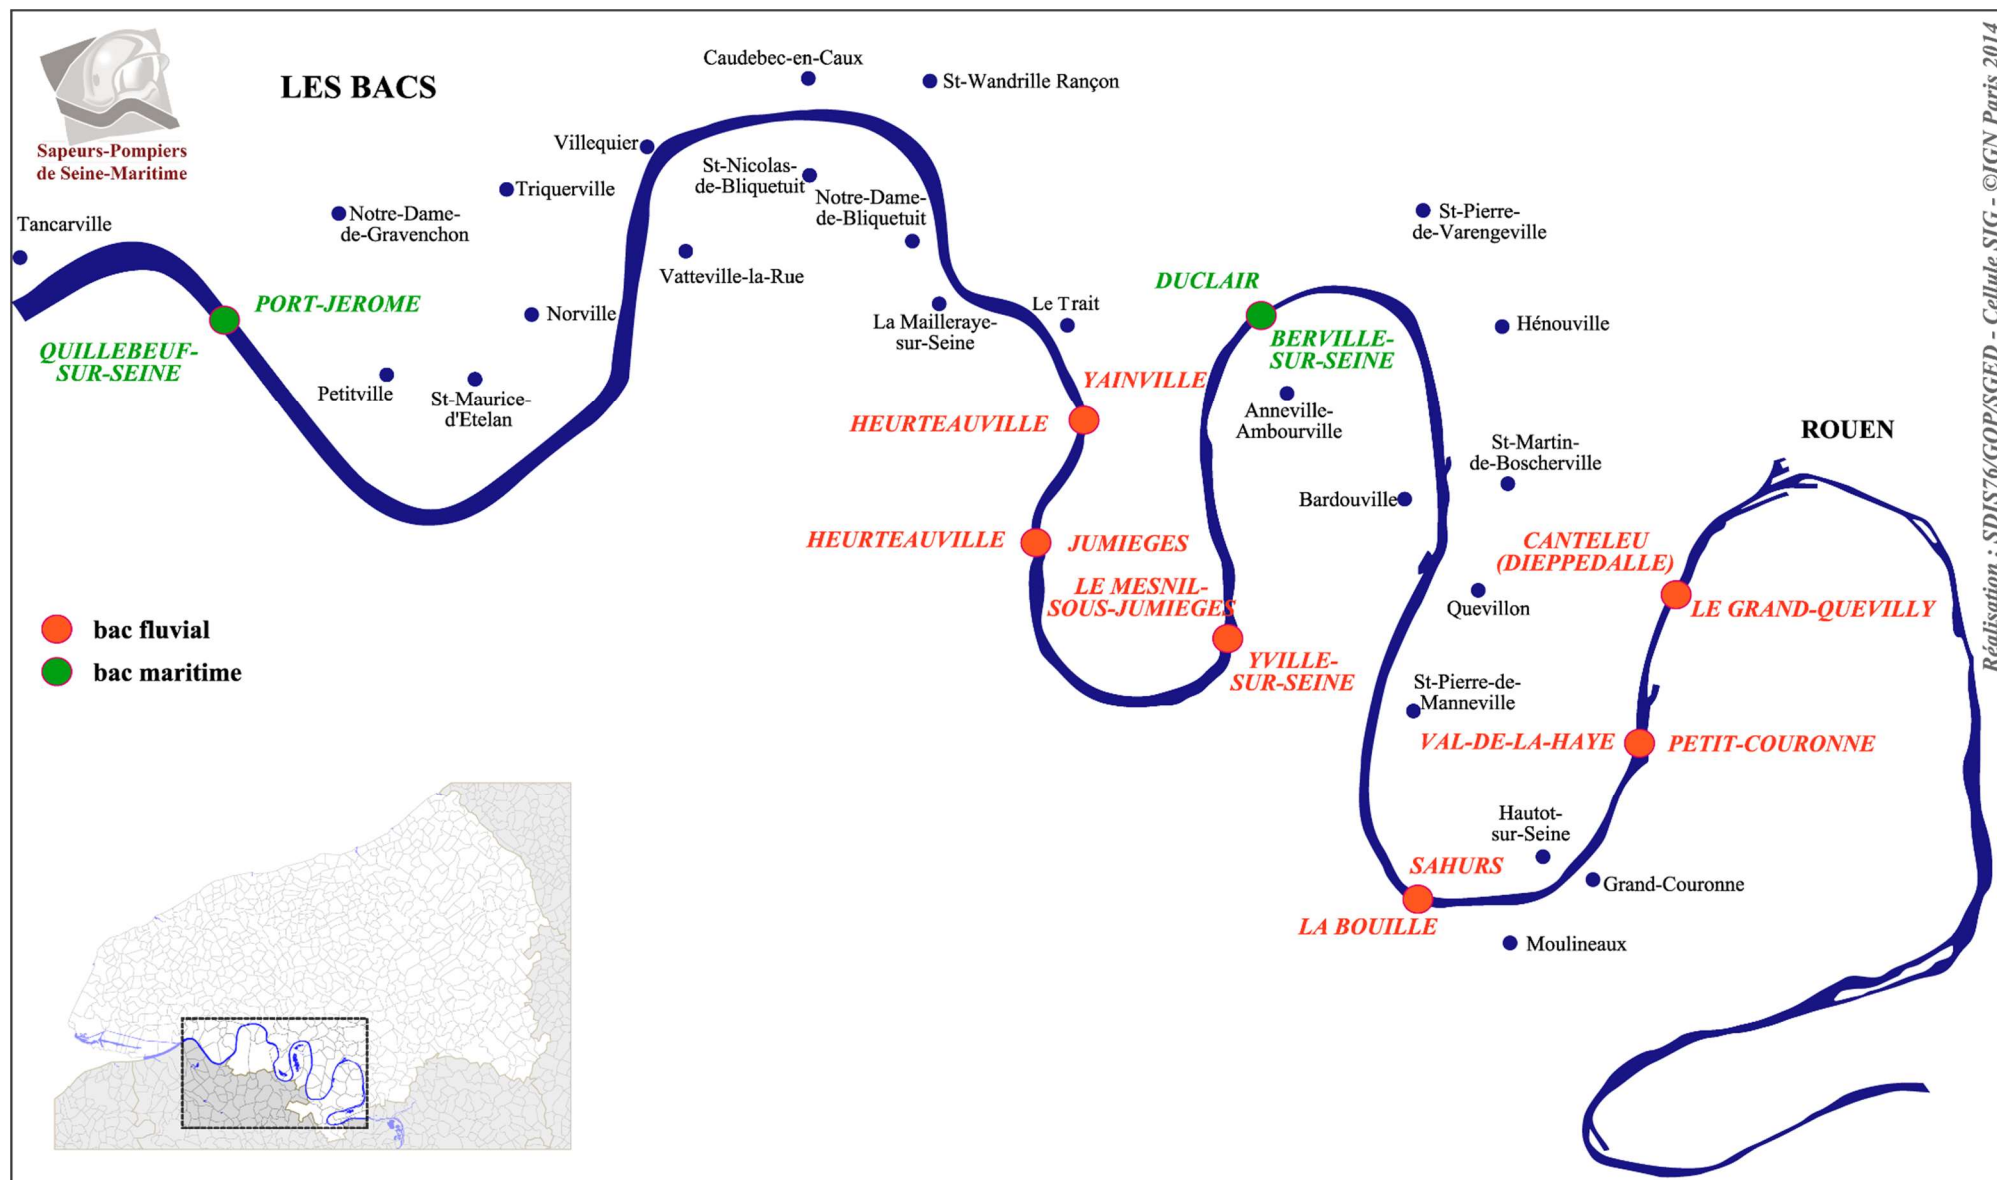 LES BACS
Sapeurs-Pompiers
de Seine-Maritime
Caudebec-en-Caux
St-Wandrille Rançon
Villequier
Triquerville
St-Nicolas-
de-Bliquetuit
Notre-Dame-
de-Bliquetuit
Notre-Dame-
de-Gravenchon
Tancarville
Vatteville-la-Rue
St-Pierre-
de-Varengeville
PORT-JEROME
QUILLEBEUF-
SUR-SEINE
Norville
La Mailleraye-
sur-Seine
Le Trait
DUCLAIR
BERVILLE-
SUR-SEINE
Hénouville
Petitville
St-Maurice-
d'Etelan
YAINVILLE
HEURTEAUVILLE
Anneville-
Ambourville
St-Martin-
de-Boscherville
ROUEN
Bardouville
HEURTEAUVILLE
JUMIEGES
CANTELEU
(DIEPPEDALLE)
LE MESNIL-
SOUS-JUMIEGES
Quevillon
LE GRAND-QUEVILLY
bac fluvial
bac maritime
YVILLE-
SUR-SEINE
St-Pierre-de-
Manneville
VAL-DE-LA-HAYE
PETIT-COURONNE
Hautot-
sur-Seine
SAHURS
Grand-Couronne
LA BOUILLE
Moulineaux
Réalisation : SDIS76/GOP/SGED - Cellule SIG - ©IGN Paris 2014